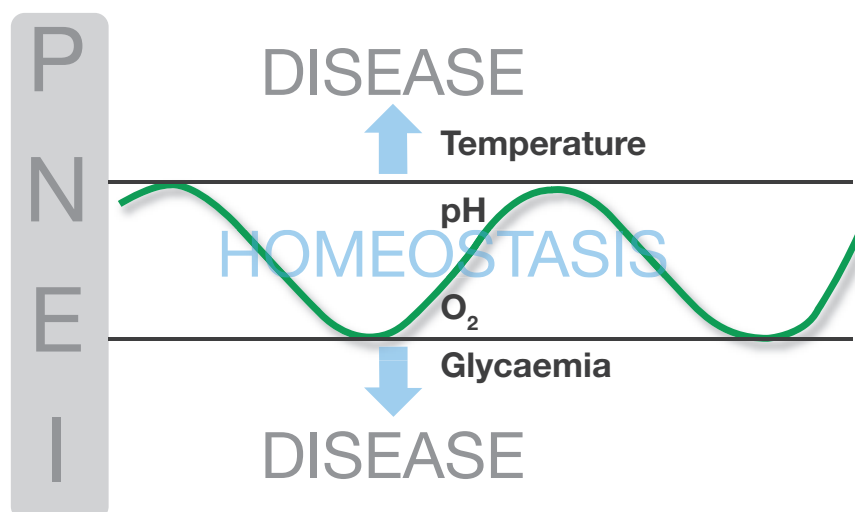 P
N
E
I
DISEASE
Temperature
pH
HOMEOSTASIS
O₂
Glycaemia
DISEASE